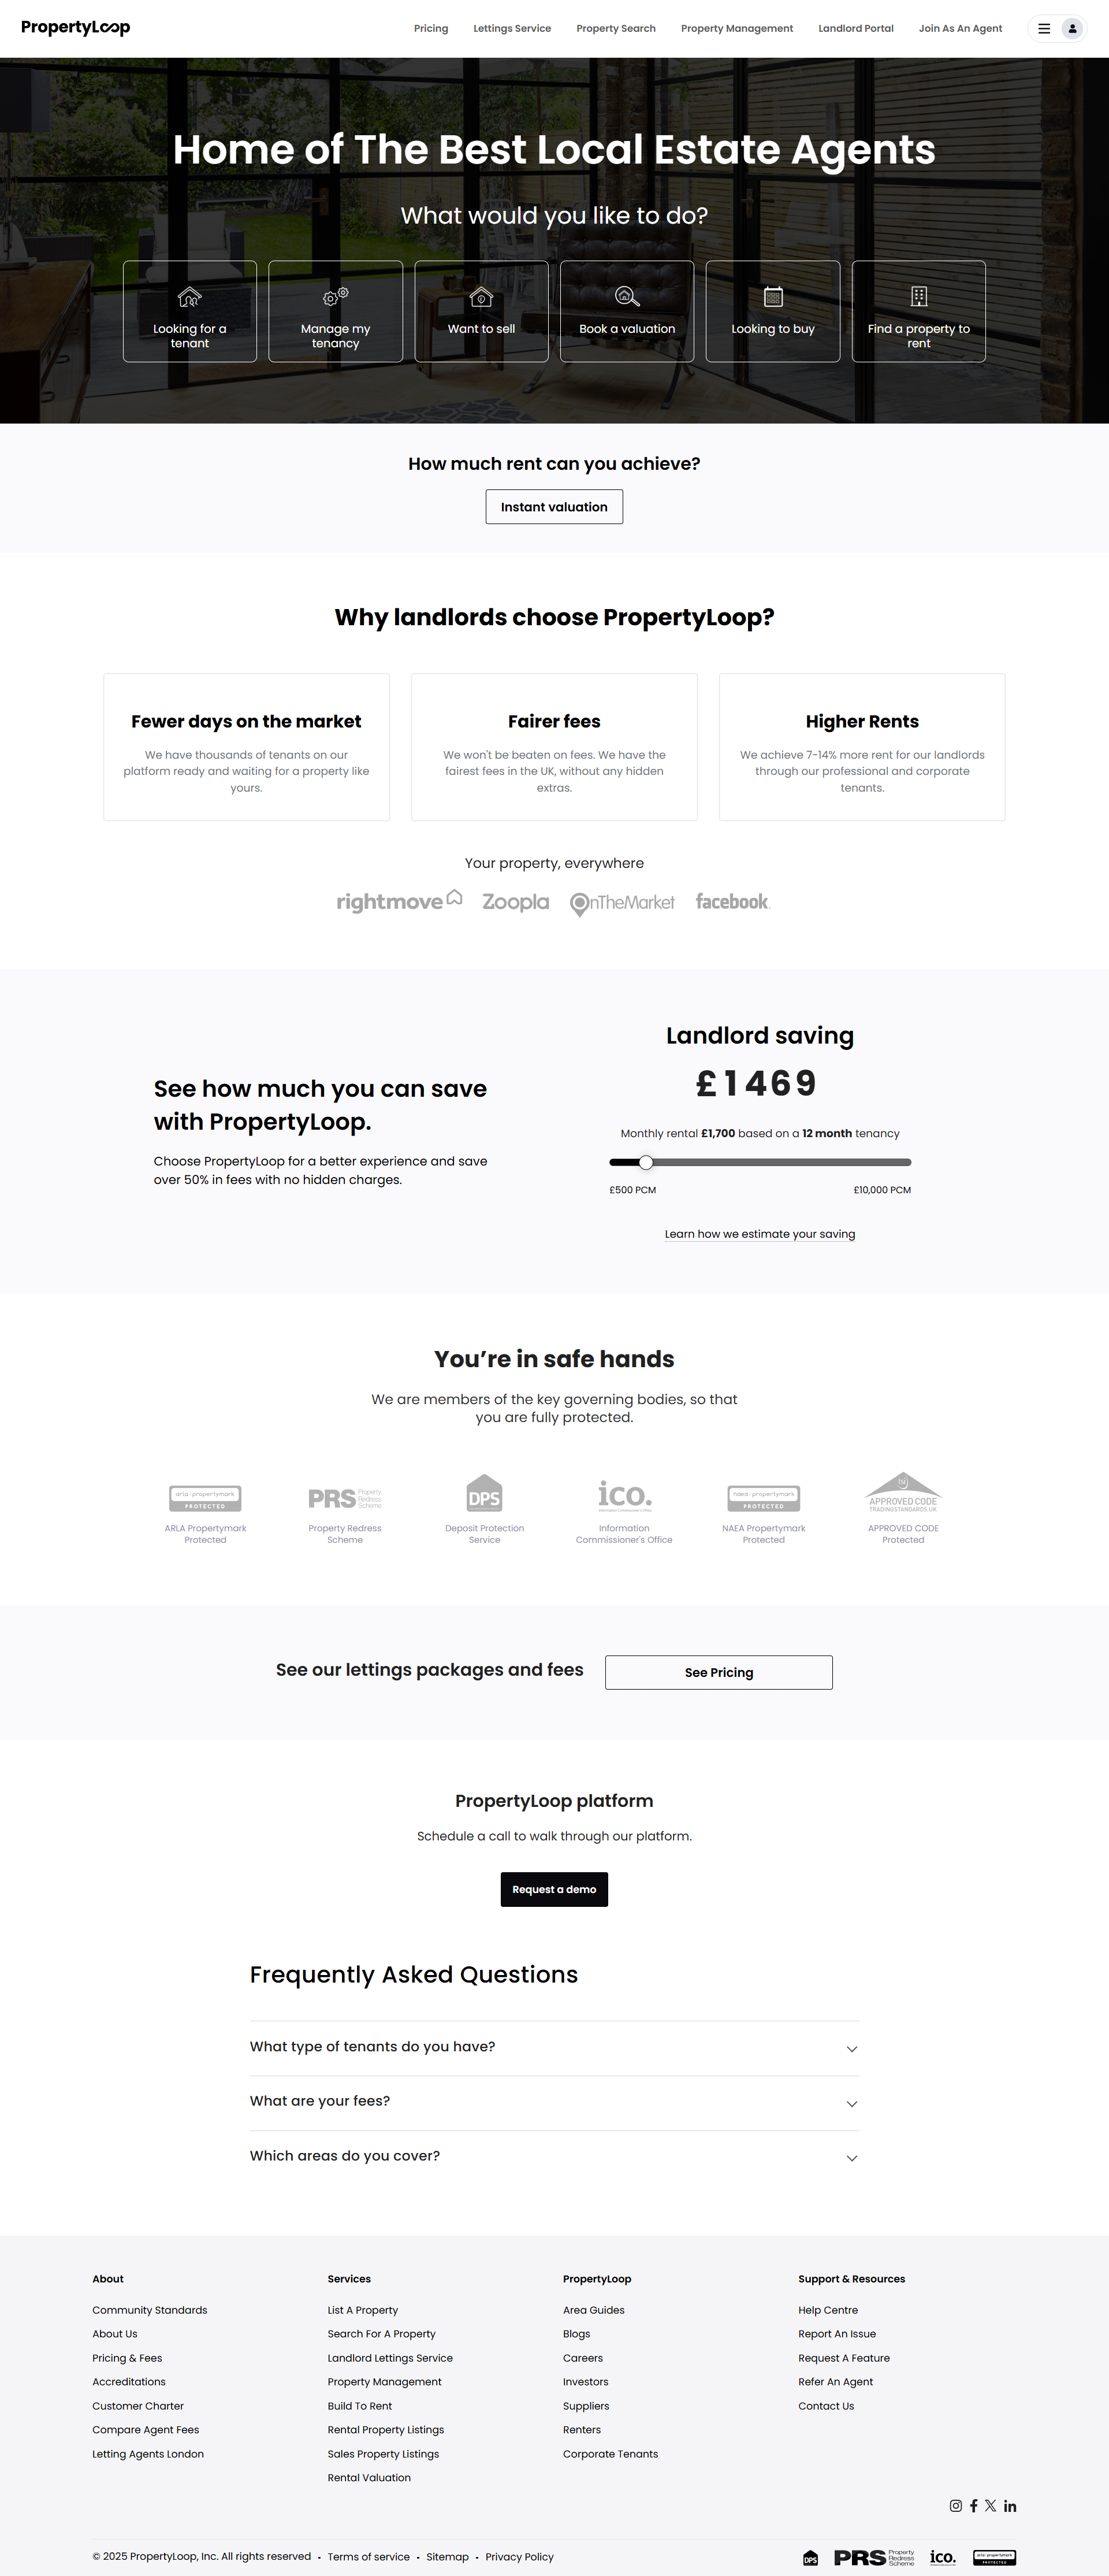 PropertyLoop
Pricing
Lettings Service
Property Search
Property Management
Landlord Portal
Join As An Agent
Home of The Best Local Estate Agents
What would you like to do?
Looking for a
tenant
Manage my
tenancy
Want to sell
Book a valuation
Looking to buy
Find a property to
rent
How much rent can you achieve?
Instant valuation
Why landlords choose PropertyLoop?
Fewer days on the market
We have thousands of tenants on our
platform ready and waiting for a property like
yours.
Fairer fees
We won't be beaten on fees. We have the
fairest fees in the UK, without any hidden
extras.
Higher Rents
We achieve 7-14% more rent for our landlords
through our professional and corporate
tenants.
Your property, everywhere
rightmove
Zoopla
OnTheMarket
facebook.
See how much you can save
with PropertyLoop.
Choose PropertyLoop for a better experience and save
over 50% in fees with no hidden charges.
Landlord saving
£1469
Monthly rental £1,700 based on a 12 month tenancy
£500 PCM
£10,000 PCM
Learn how we estimate your saving
You’re in safe hands
We are members of the key governing bodies, so that
you are fully protected.
arla | propertymark
PROTECTED
ARLA Propertymark
Protected
PRS Property
Redress
Scheme
Property Redress
Scheme
DPS
Deposit Protection
Service
ico.
Information Commissioner's Office
Information
Commissioner's Office
naea | propertymark
PROTECTED
NAEA Propertymark
Protected
APPROVED CODE
TRADINGSTANDARDS.UK
APPROVED CODE
Protected
See our lettings packages and fees
See Pricing
PropertyLoop platform
Schedule a call to walk through our platform.
Request a demo
Frequently Asked Questions
What type of tenants do you have?
What are your fees?
Which areas do you cover?
About
Community Standards
About Us
Pricing & Fees
Accreditations
Customer Charter
Compare Agent Fees
Letting Agents London
Services
List A Property
Search For A Property
Landlord Lettings Service
Property Management
Build To Rent
Rental Property Listings
Sales Property Listings
Rental Valuation
PropertyLoop
Area Guides
Blogs
Careers
Investors
Suppliers
Renters
Corporate Tenants
Support & Resources
Help Centre
Report An Issue
Request A Feature
Refer An Agent
Contact Us
© 2025 PropertyLoop, Inc. All rights reserved • Terms of service • Sitemap • Privacy Policy
DPS
PRS Property
Redress
Scheme
ico.
arla | propertymark
PROTECTED